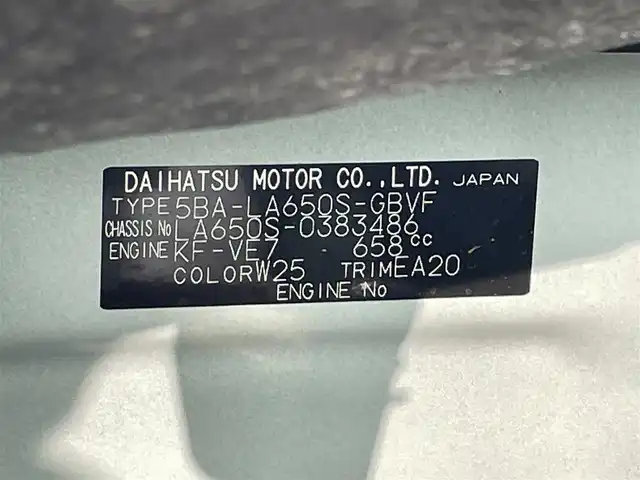 DAIHATSU MOTOR CO.,LTD. JAPAN
TYPE 5BA-LA650S-GBVF
CHASSIS No LA650S-0383486
ENGINE KF-VE7 658cc
COLOR W25 TRIM EA20
ENGINE No